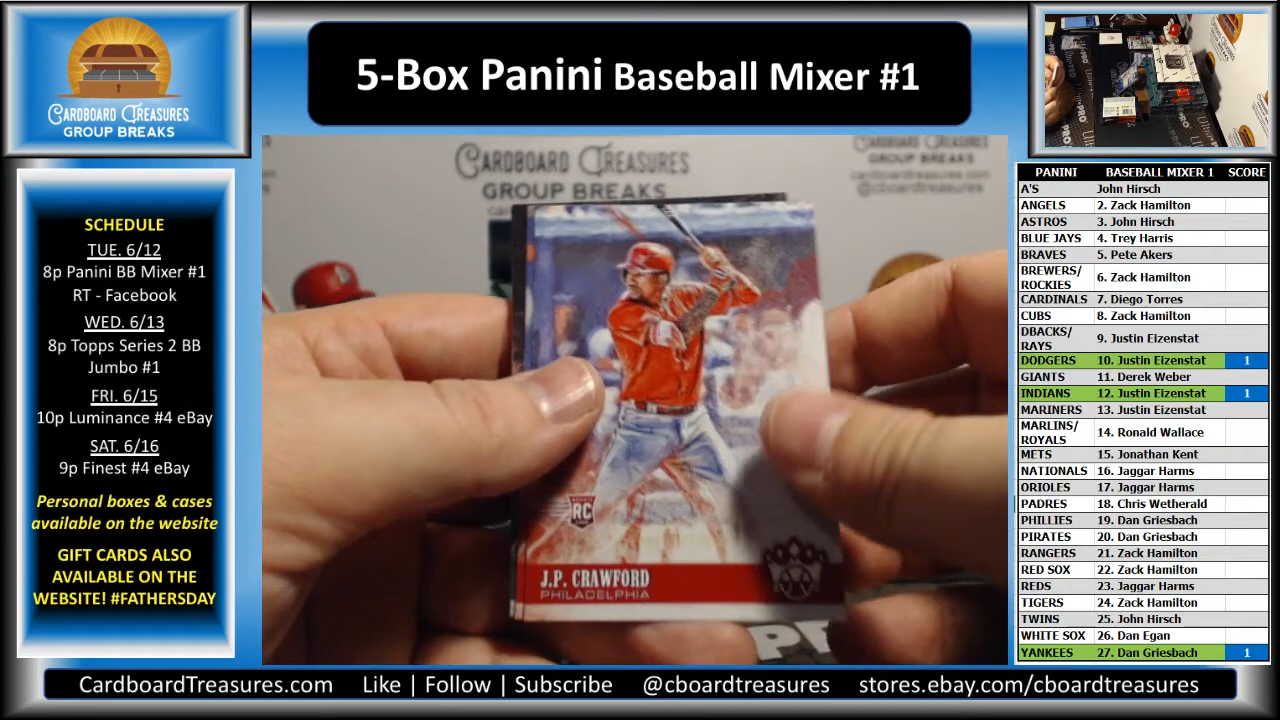 CARDBOARD TREASURES
GROUP BREAKS
5-Box Panini Baseball Mixer #1
SCHEDULE
TUE. 6/12
8p Panini BB Mixer #1
RT - Facebook
WED. 6/13
8p Topps Series 2 BB
Jumbo #1
FRI. 6/15
10p Luminance #4 eBay
SAT. 6/16
9p Finest #4 eBay
Personal boxes & cases
available on the website
GIFT CARDS ALSO
AVAILABLE ON THE
WEBSITE! #FATHERSDAY
CARDBOARD TREASURES
GROUP BREAKS
CARDBOARD TREASURES
GROUP BREAKS
cardboardtreasures.com
@cboardtreasures
RC
J.P. CRAWFORD
PHILADELPHIA
PANINI BASEBALL MIXER 1 SCORE
A'S John Hirsch
ANGELS 2. Zack Hamilton
ASTROS 3. John Hirsch
BLUE JAYS 4. Trey Harris
BRAVES 5. Pete Akers
BREWERS/
ROCKIES 6. Zack Hamilton
CARDINALS 7. Diego Torres
CUBS 8. Zack Hamilton
DBACKS/
RAYS 9. Justin Eizenstat
DODGERS 10. Justin Eizenstat 1
GIANTS 11. Derek Weber
INDIANS 12. Justin Eizenstat 1
MARINERS 13. Justin Eizenstat
MARLINS/
ROYALS 14. Ronald Wallace
METS 15. Jonathan Kent
NATIONALS 16. Jaggar Harms
ORIOLES 17. Jaggar Harms
PADRES 18. Chris Wetherald
PHILLIES 19. Dan Griesbach
PIRATES 20. Dan Griesbach
RANGERS 21. Zack Hamilton
RED SOX 22. Zack Hamilton
REDS 23. Jaggar Harms
TIGERS 24. Zack Hamilton
TWINS 25. John Hirsch
WHITE SOX 26. Dan Egan
YANKEES 27. Dan Griesbach 1
CardboardTreasures.com Like | Follow | Subscribe @cboardtreasures stores.ebay.com/cboardtreasures